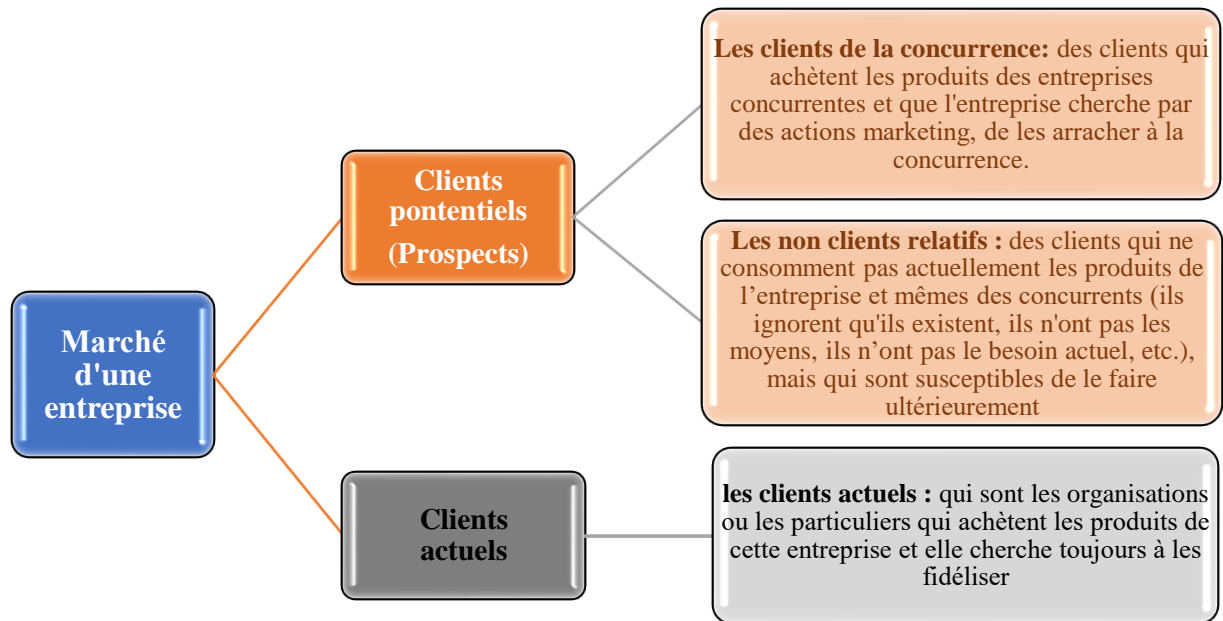 Marché
d'une
entreprise
Clients
pontentiels
(Prospects)
Les clients de la concurrence: des clients qui
achètent les produits des entreprises
concurrentes et que l'entreprise cherche par
des actions marketing, de les arracher à la
concurrence.
Les non clients relatifs : des clients qui ne
consomment pas actuellement les produits de
l’entreprise et mêmes des concurrents (ils
ignorent qu'ils existent, ils n'ont pas les
moyens, ils n’ont pas le besoin actuel, etc.),
mais qui sont susceptibles de le faire
ultérieurement
Clients
actuels
les clients actuels : qui sont les organisations
ou les particuliers qui achètent les produits de
cette entreprise et elle cherche toujours à les
fidéliser